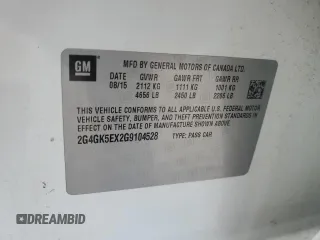 GM
MFD BY GENERAL MOTORS OF CANADA LTD.
DATE GVWR GAWR FRT GAWR RR
08/15 2112 KG 1111 KG 1001 KG
4656 LB 2450 LB 2206 LB
THIS VEHICLE CONFORMS TO ALL APPLICABLE U.S. FEDERAL MOTOR
VEHICLE SAFETY, BUMPER, AND THEFT PREVENTION STANDARDS
IN EFFECT ON THE DATE OF MANUFACTURE SHOWN ABOVE.
2G4GK5EX2G9104528 TYPE: PASS CAR
DREAMBID